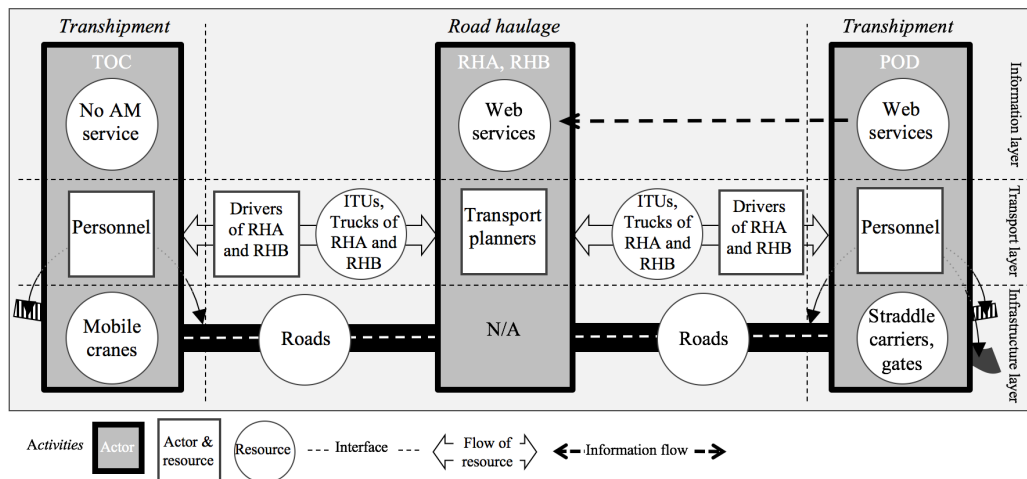 Transhipment
Road haulage
Transhipment
TOC
RHA, RHB
POD
No AM
service
Web
services
Web
services
Information layer
Personnel
Drivers
of RHA
and RHB
ITUs,
Trucks of
RHA and
RHB
Transport
planners
ITUs,
Trucks of
RHA and
RHB
Drivers
of RHA
and RHB
Personnel
Transport layer
Mobile
cranes
Roads
N/A
Roads
Straddle
carriers,
gates
Infrastructure layer
Activities
Actor
Actor &
resource
Resource
Interface
Flow of
resource
Information flow